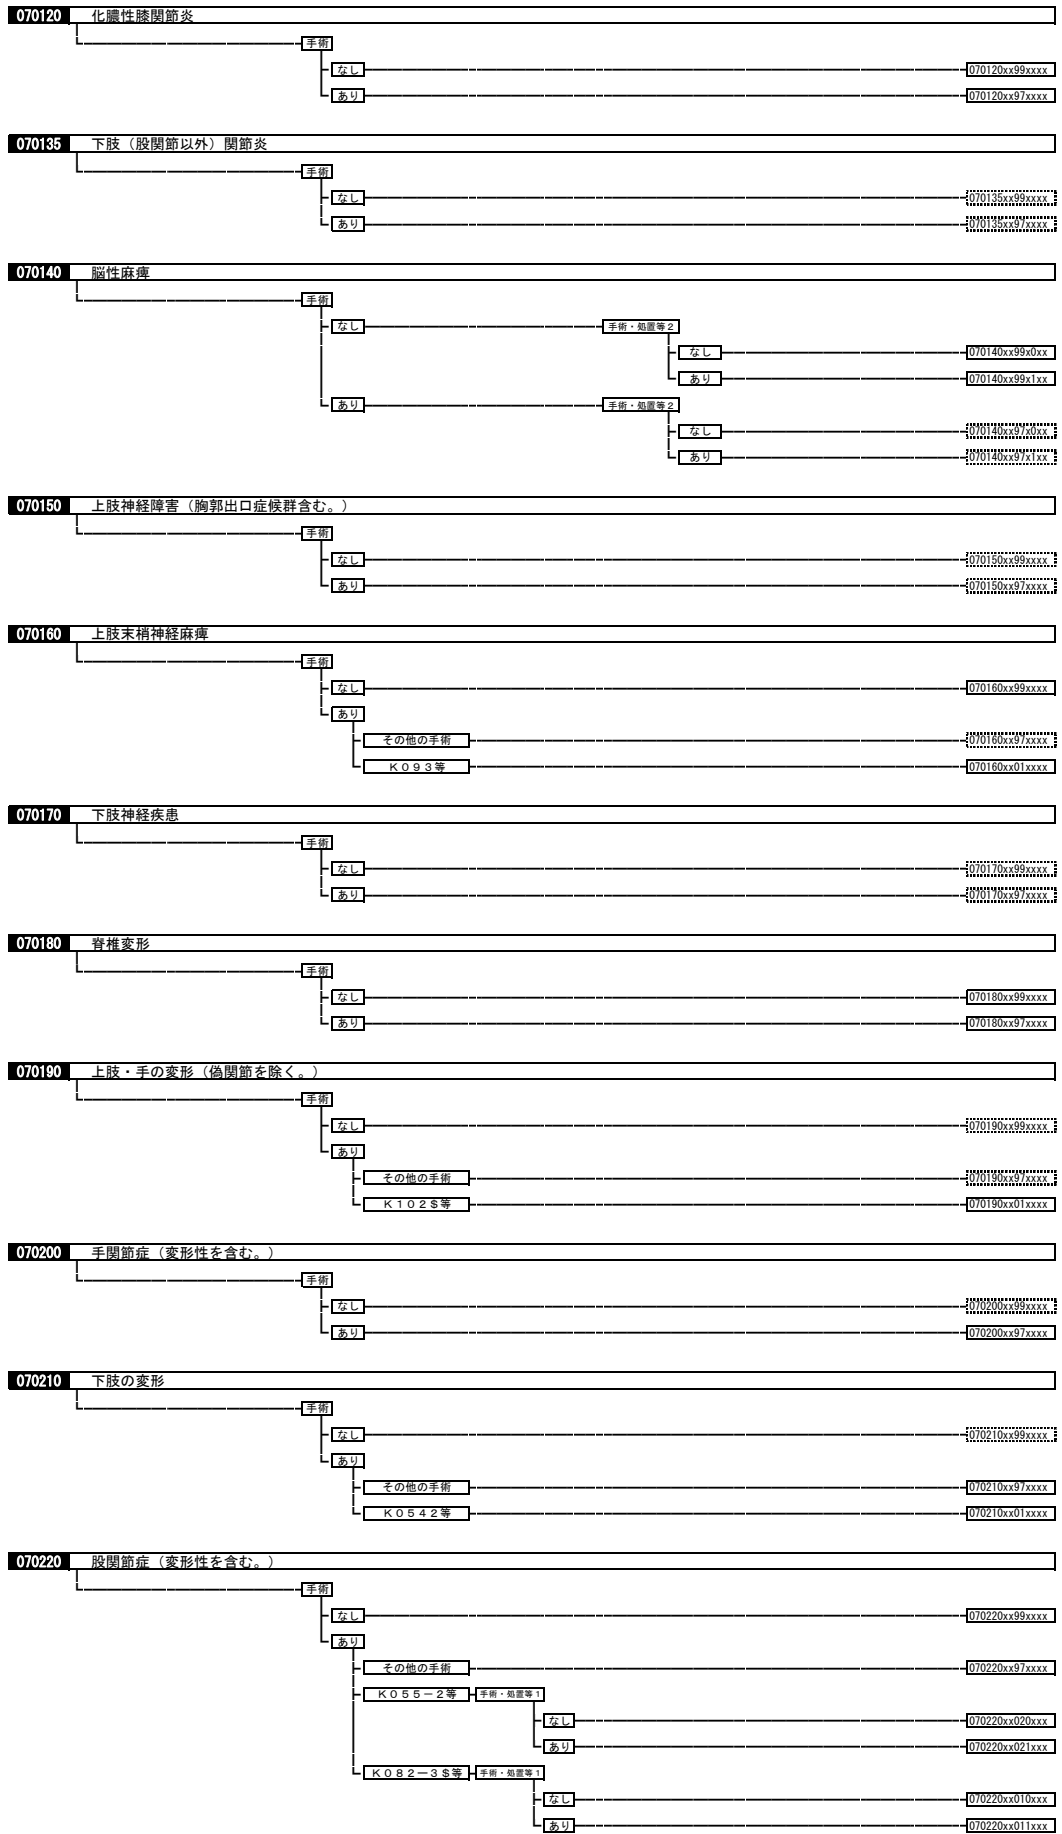 070120 化膿性膝関節炎
手術
なし 070120xx99xxxx
あり 070120xx97xxxx
070135 下肢（股関節以外）関節炎
手術
なし 070135xx99xxxx
あり 070135xx97xxxx
070140 脳性麻痺
手術
なし 手術・処置等２
なし 070140xx99x0xx
あり 070140xx99x1xx
あり 手術・処置等２
なし 070140xx97x0xx
あり 070140xx97x1xx
070150 上肢神経障害（胸郭出口症候群含む。）
手術
なし 070150xx99xxxx
あり 070150xx97xxxx
070160 上肢末梢神経麻痺
手術
なし 070160xx99xxxx
あり
その他の手術 070160xx97xxxx
Ｋ０９３等 070160xx01xxxx
070170 下肢神経疾患
手術
なし 070170xx99xxxx
あり 070170xx97xxxx
070180 脊椎変形
手術
なし 070180xx99xxxx
あり 070180xx97xxxx
070190 上肢・手の変形（偽関節を除く。）
手術
なし 070190xx99xxxx
あり
その他の手術 070190xx97xxxx
Ｋ１０２＄等 070190xx01xxxx
070200 手関節症（変形性を含む。）
手術
なし 070200xx99xxxx
あり 070200xx97xxxx
070210 下肢の変形
手術
なし 070210xx99xxxx
あり
その他の手術 070210xx97xxxx
Ｋ０５４２等 070210xx01xxxx
070220 股関節症（変形性を含む。）
手術
なし 070220xx99xxxx
あり
その他の手術 070220xx97xxxx
Ｋ０５５－２等 手術・処置等１
なし 070220xx020xxx
あり 070220xx021xxx
Ｋ０８２－３＄等 手術・処置等１
なし 070220xx010xxx
あり 070220xx011xxx